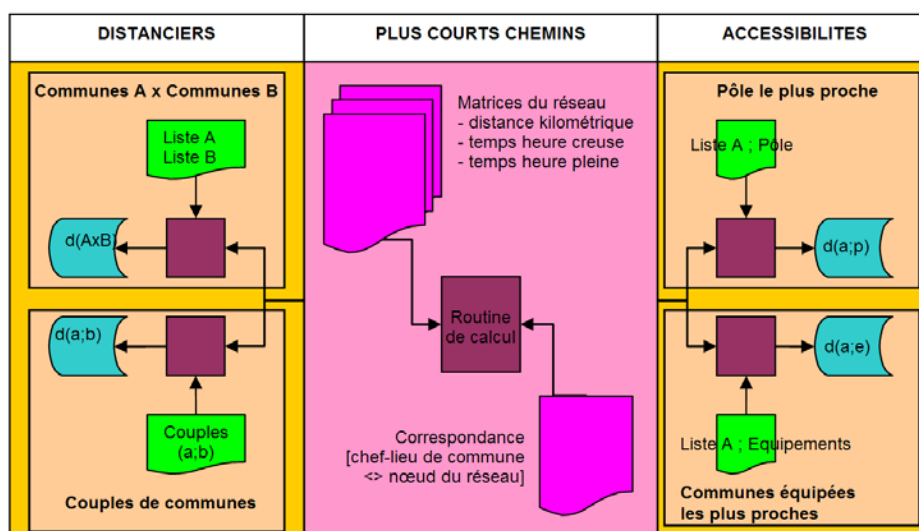 DISTANCIERS
PLUS COURTS CHEMINS
ACCESSIBILITES
Communes A x Communes B
Liste A
Liste B
d(AxB)
d(a;b)
Couples
(a;b)
Couples de communes
Matrices du réseau
- distance kilométrique
- temps heure creuse
- temps heure pleine
Routine
de calcul
Correspondance
[chef-lieu de commune
<> nœud du réseau]
Pôle le plus proche
Liste A ; Pôle
d(a;p)
d(a;e)
Liste A ; Equipements
Communes équipées
les plus proches